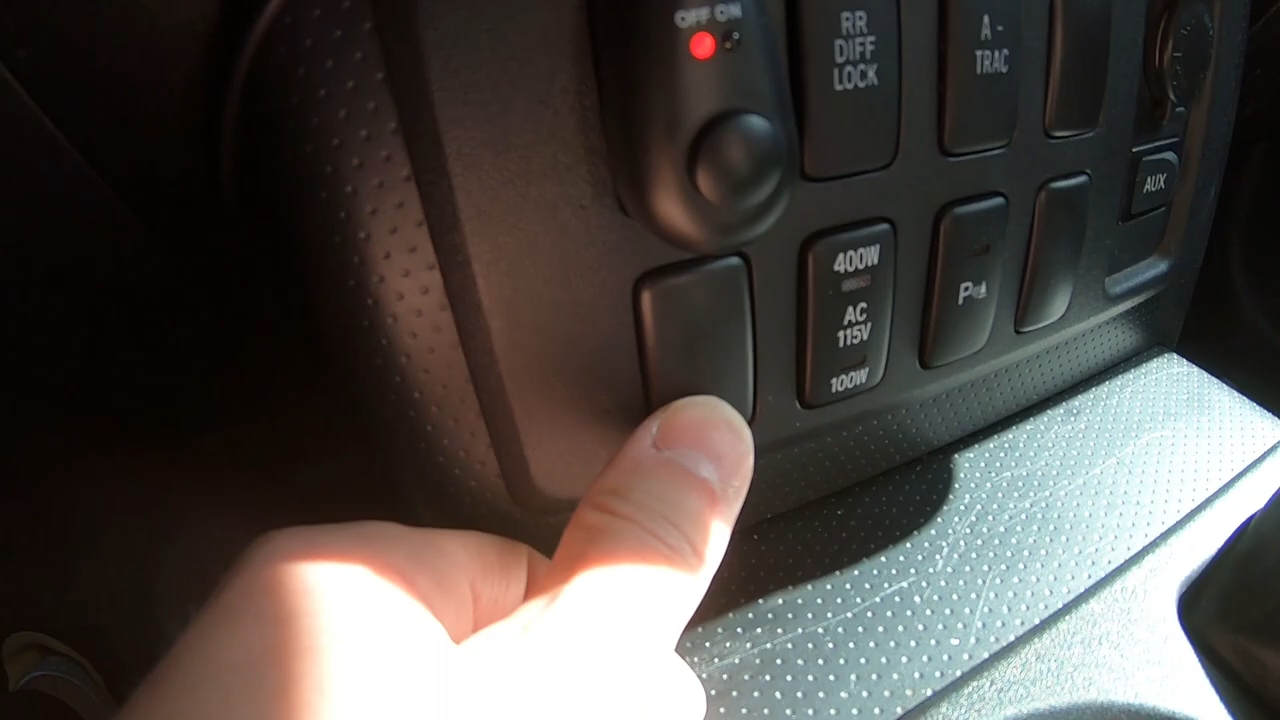 OFF ON
RR
DIFF
LOCK
A-
TRAC
AUX
400W
AC
115V
100W
P